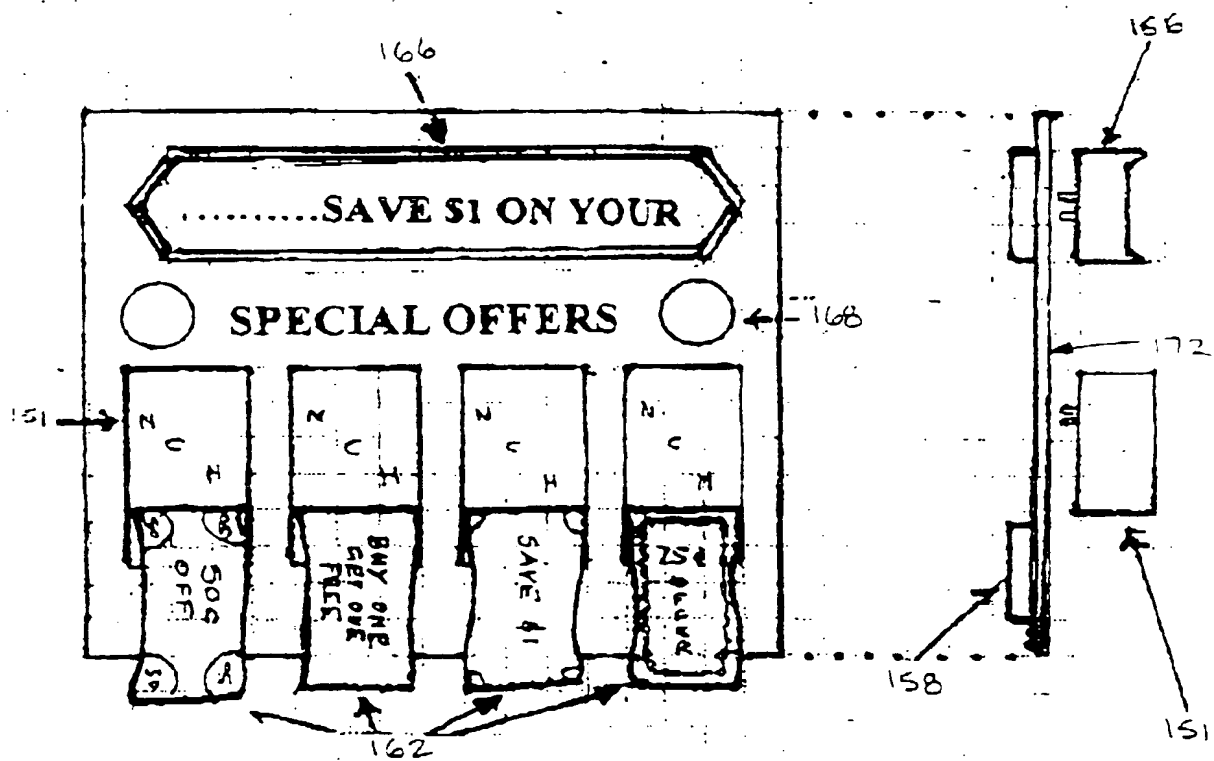 166
156
..........SAVE $1 ON YOUR
SPECIAL OFFERS
168
172
151
N U H
N U H
N U H
50¢
OFF
BUY ONE
GET ONE
FREE
SAVE $1
158
151
162